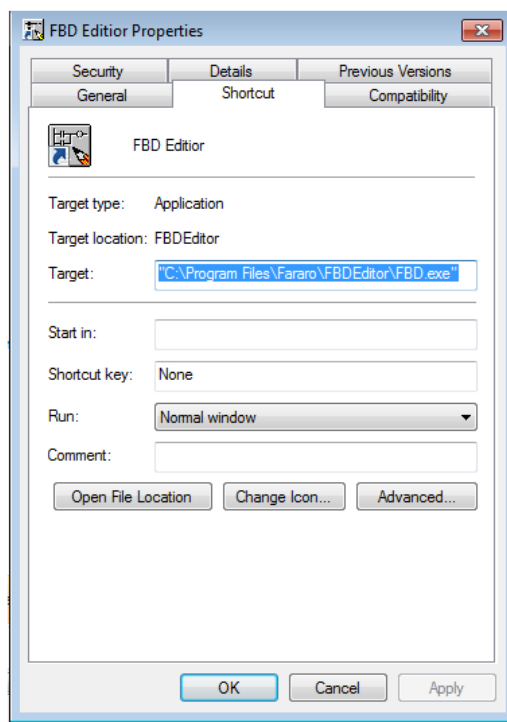 FBD Editior Properties
Security Details Previous Versions
General Shortcut Compatibility
FBD Editior
Target type: Application
Target location: FBDEditor
Target: "C:\Program Files\Fararo\FBDEditor\FBD.exe"
Start in:
Shortcut key: None
Run: Normal window
Comment:
Open File Location Change Icon... Advanced...
OK Cancel Apply